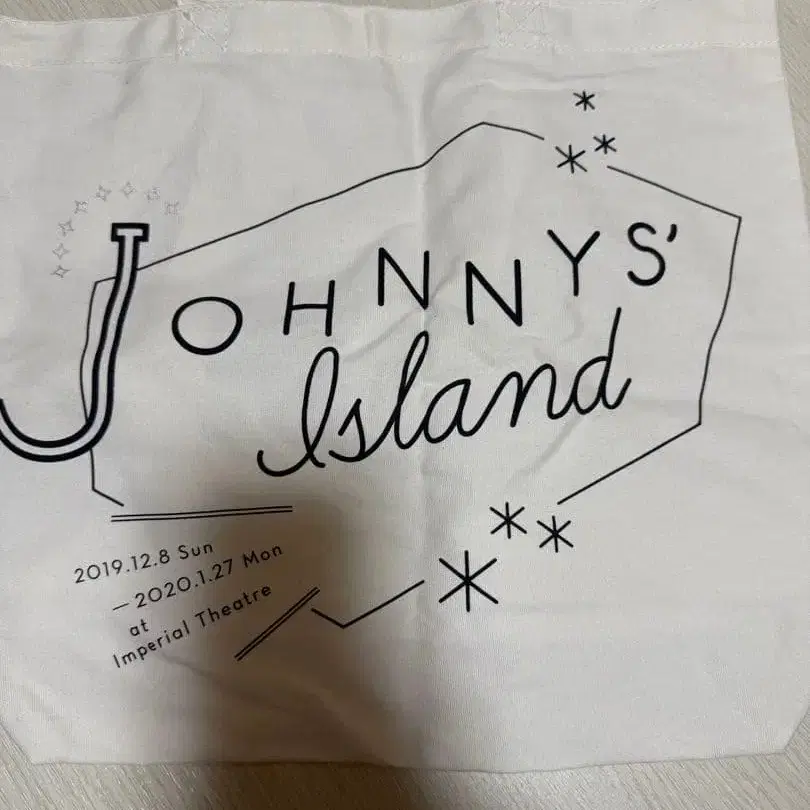 JOHNNYS'
Island
2019.12.8 Sun
—2020.1.27 Mon
at
Imperial Theatre